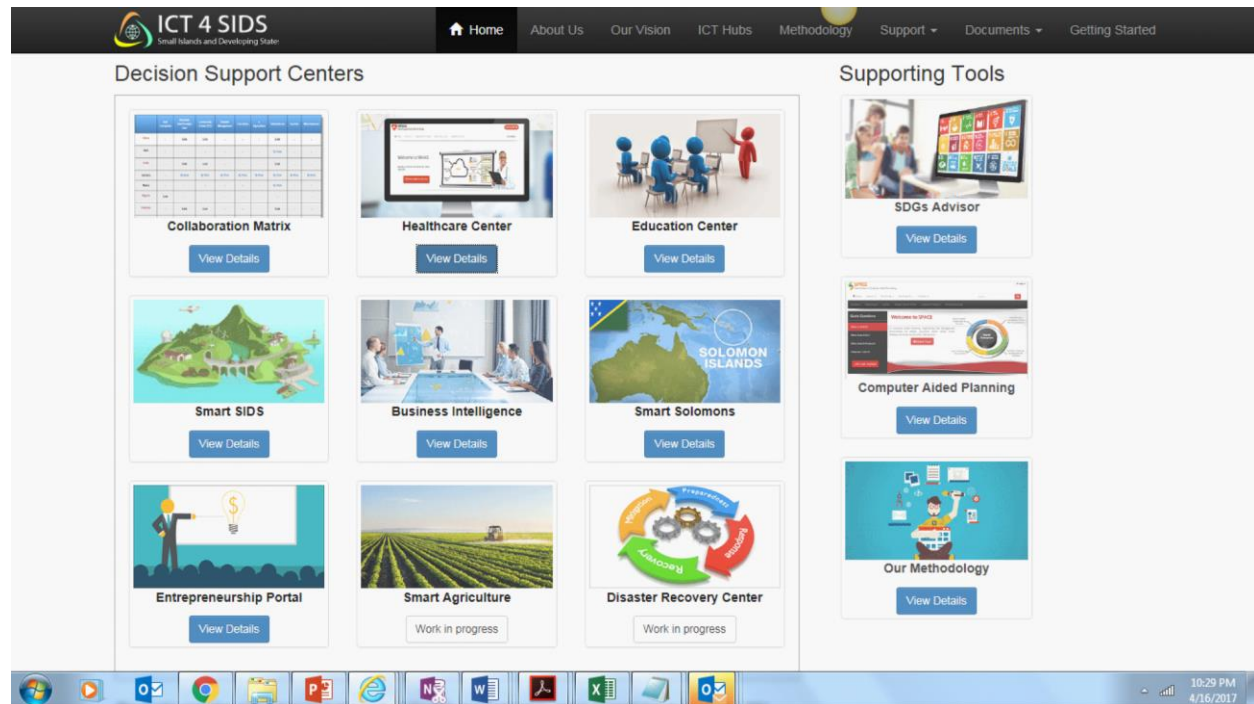 ICT 4 SIDS
Small Islands and Developing States
Home About Us Our Vision ICT Hubs Methodology Support Documents Getting Started
Decision Support Centers
Supporting Tools
Collaboration Matrix
View Details
Healthcare Center
View Details
Education Center
View Details
SDGs Advisor
View Details
SOLOMON
ISLANDS
Smart SIDS
View Details
Business Intelligence
View Details
Smart Solomons
View Details
WELCOME TO SPACE
Computer Aided Planning
View Details
Preparedness
Response
Recovery
Mitigation
Entrepreneurship Portal
View Details
Smart Agriculture
Work in progress
Disaster Recovery Center
Work in progress
Our Methodology
View Details
10:29 PM
4/16/2017